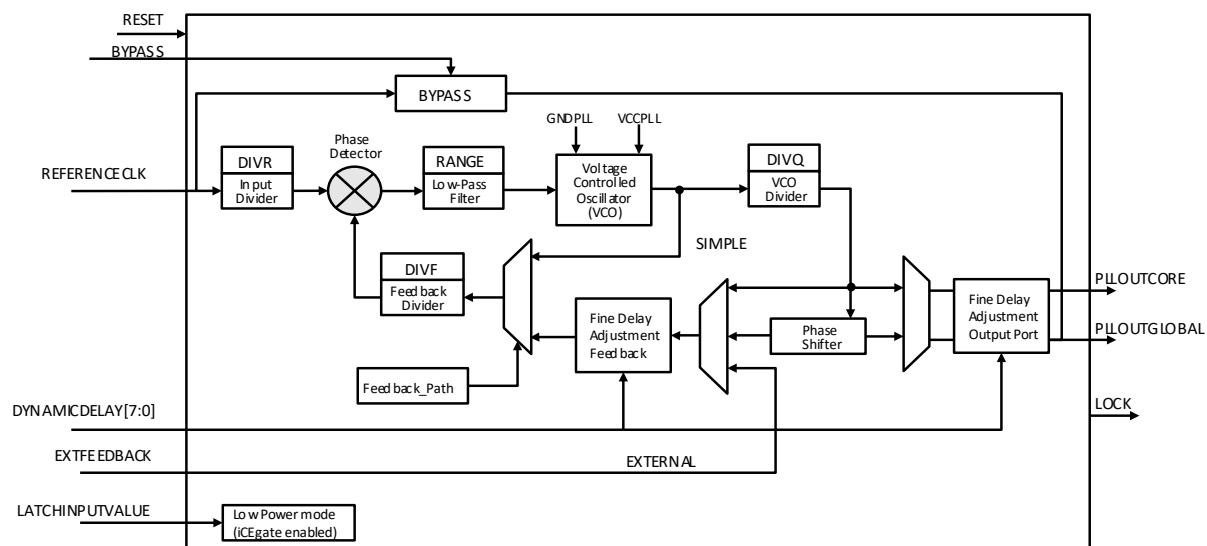 RESET
BYPASS
BYPASS
GNDPLL
VCCPLL
Phase
Detector
DIVR
RANGE
DIVQ
REFERENCECLK
Input
Divider
Low-Pass
Filter
Voltage
Controlled
Oscillator
(VCO)
VCO
Divider
SIMPLE
DIVF
Feedback
Divider
PLLOUTCORE
Fine Delay
Adjustment
Feedback
Phase
Shifter
Fine Delay
Adjustment
Output Port
PLLOUTGLOBAL
Feedback_Path
DYNAMICDELAY[7:0]
LOCK
EXTFEEDBACK
EXTERNAL
LATCHINPUTVALUE
Low Power mode
(iCEgate enabled)